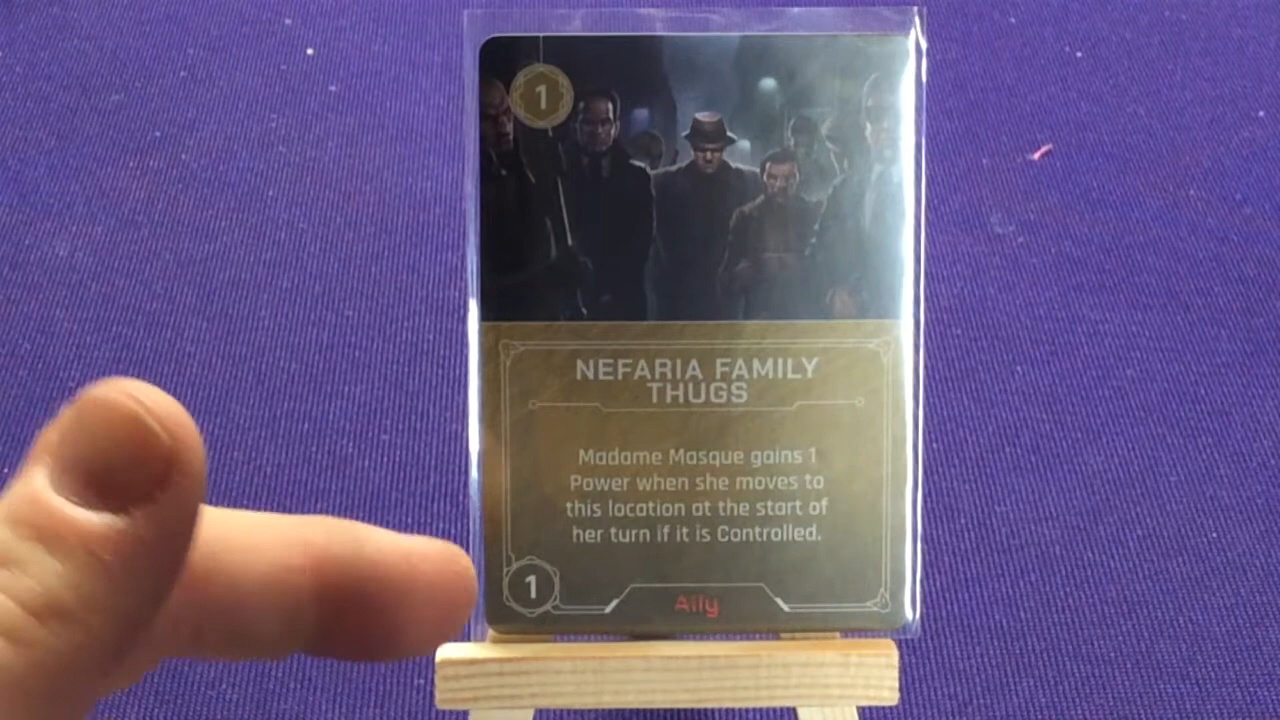 1
NEFARIA FAMILY
THUGS
Madame Masque gains 1
Power when she moves to
this location at the start of
her turn if it is Controlled.
1
Ally